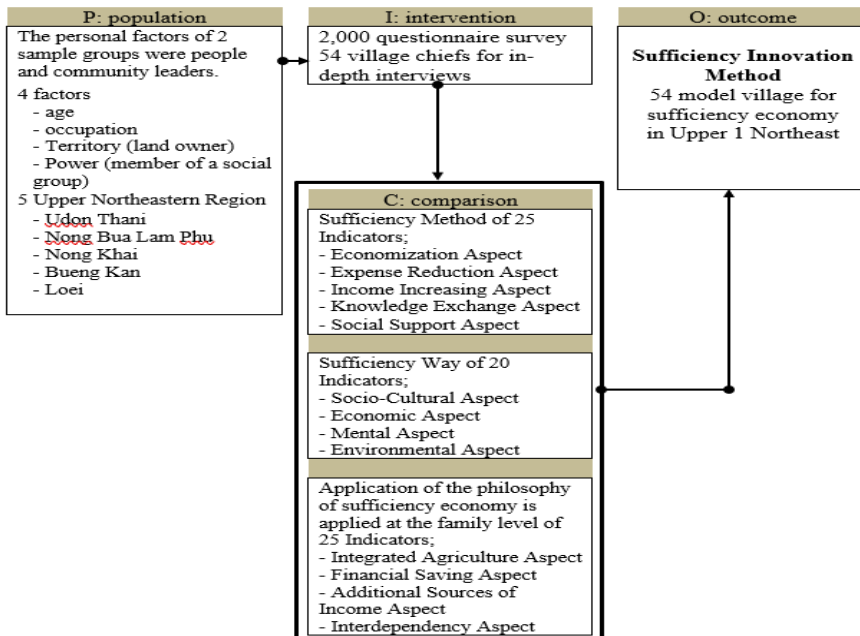 P: population
The personal factors of 2
sample groups were people
and community leaders.
4 factors
- age
- occupation
- Territory (land owner)
- Power (member of a social
group)
5 Upper Northeastern Region
- Udon Thani
- Nong Bua Lam Phu
- Nong Khai
- Bueng Kan
- Loei
I: intervention
2,000 questionnaire survey
54 village chiefs for in-
depth interviews
C: comparison
Sufficiency Method of 25
Indicators;
- Economization Aspect
- Expense Reduction Aspect
- Income Increasing Aspect
- Knowledge Exchange Aspect
- Social Support Aspect
Sufficiency Way of 20
Indicators;
- Socio-Cultural Aspect
- Economic Aspect
- Mental Aspect
- Environmental Aspect
Application of the philosophy
of sufficiency economy is
applied at the family level of
25 Indicators;
- Integrated Agriculture Aspect
- Financial Saving Aspect
- Additional Sources of
Income Aspect
- Interdependency Aspect
O: outcome
Sufficiency Innovation
Method
54 model village for
sufficiency economy
in Upper 1 Northeast